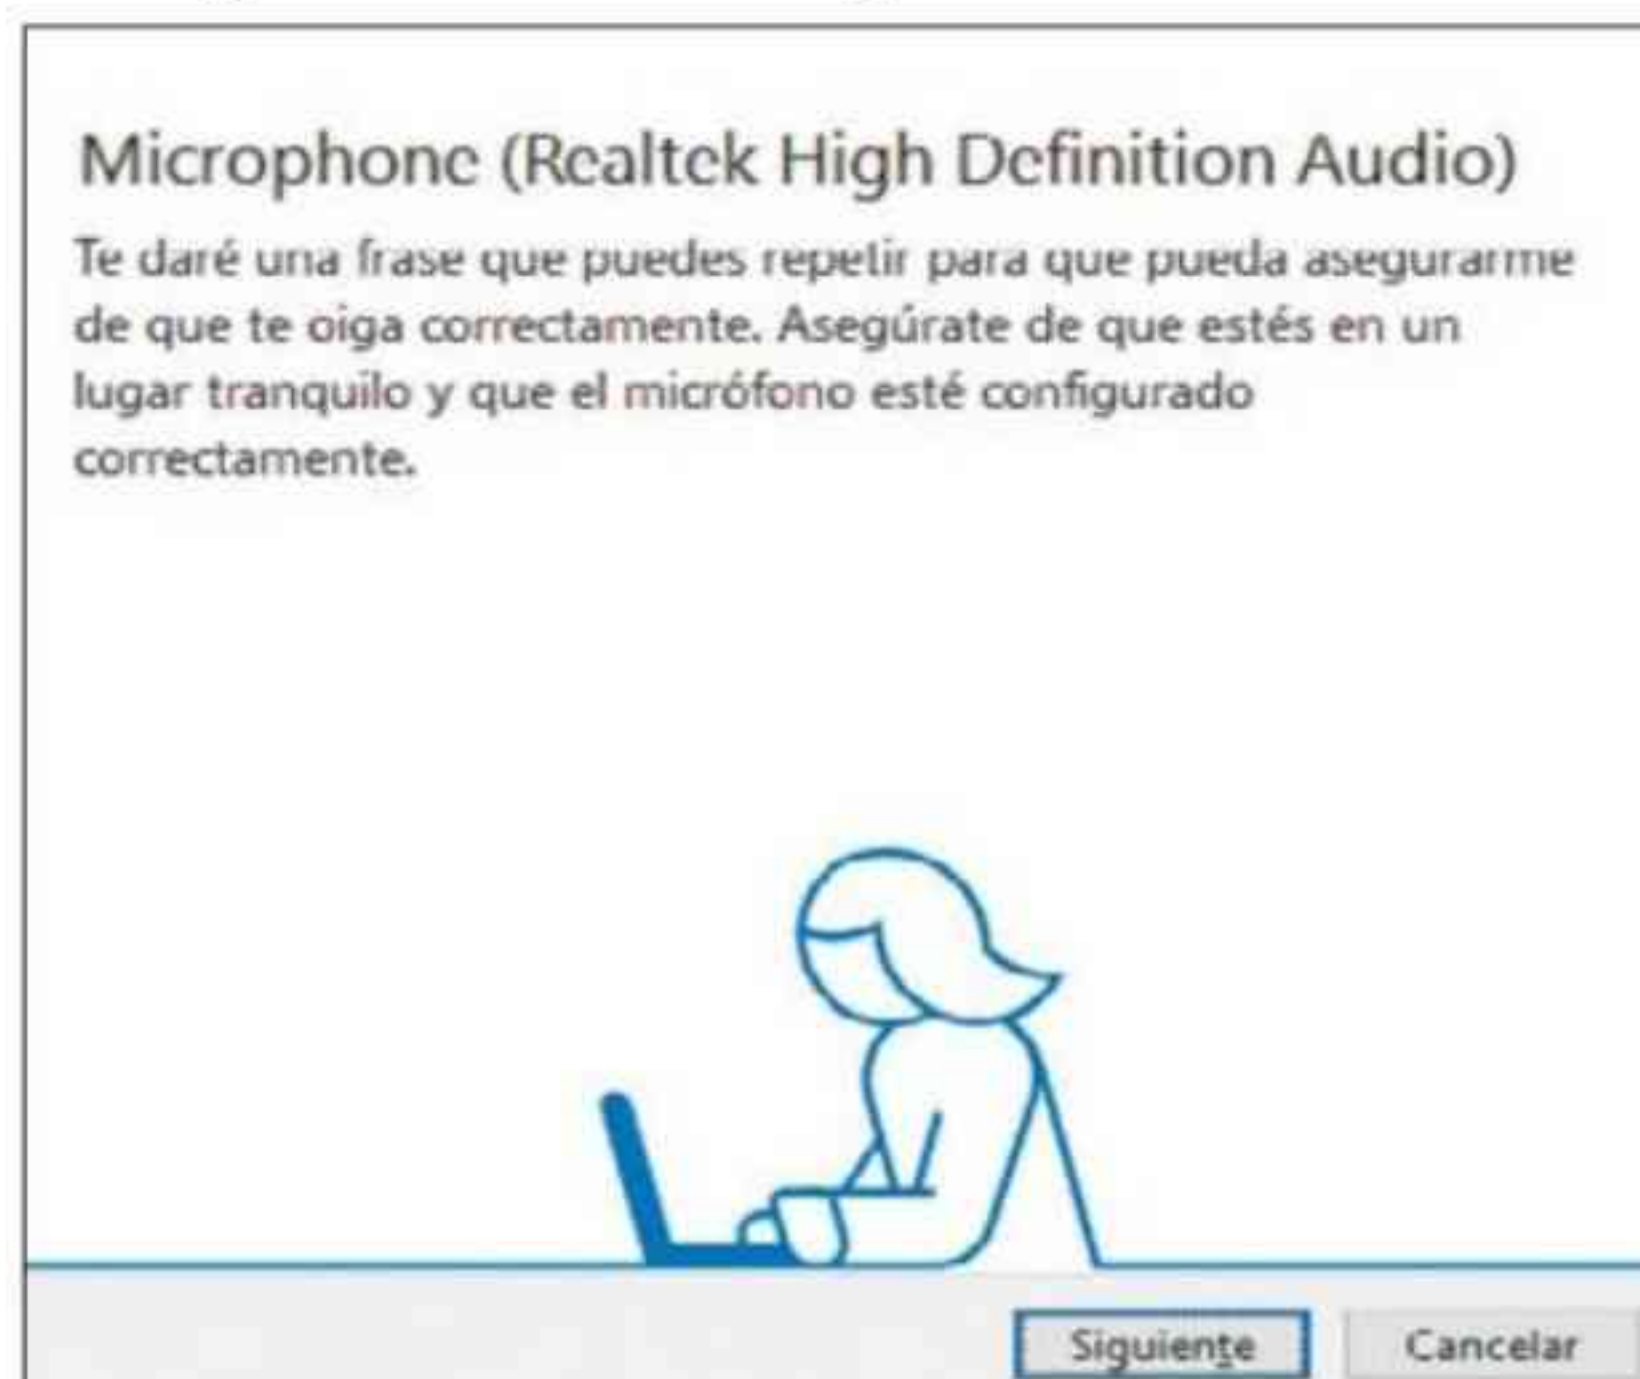 Microphone (Realtek High Definition Audio)
Te daré una frase que puedes repetir para que pueda asegurarme
de que te oiga correctamente. Asegúrate de que estés en un
lugar tranquilo y que el micrófono esté configurado
correctamente.
Siguiente
Cancelar